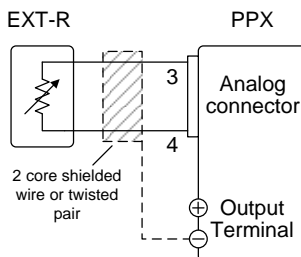 EXT-R
PPX
3
Analog
connector
4
2 core shielded
wire or twisted
pair
+
Output
Terminal
-